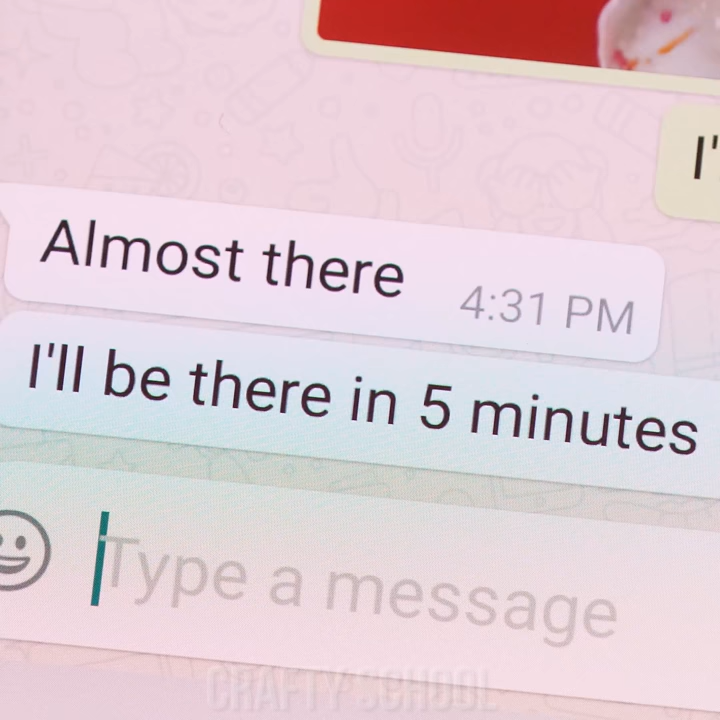 I'
Almost there
4:31 PM
I'll be there in 5 minutes
Type a message
CRAFTY SCHOOL